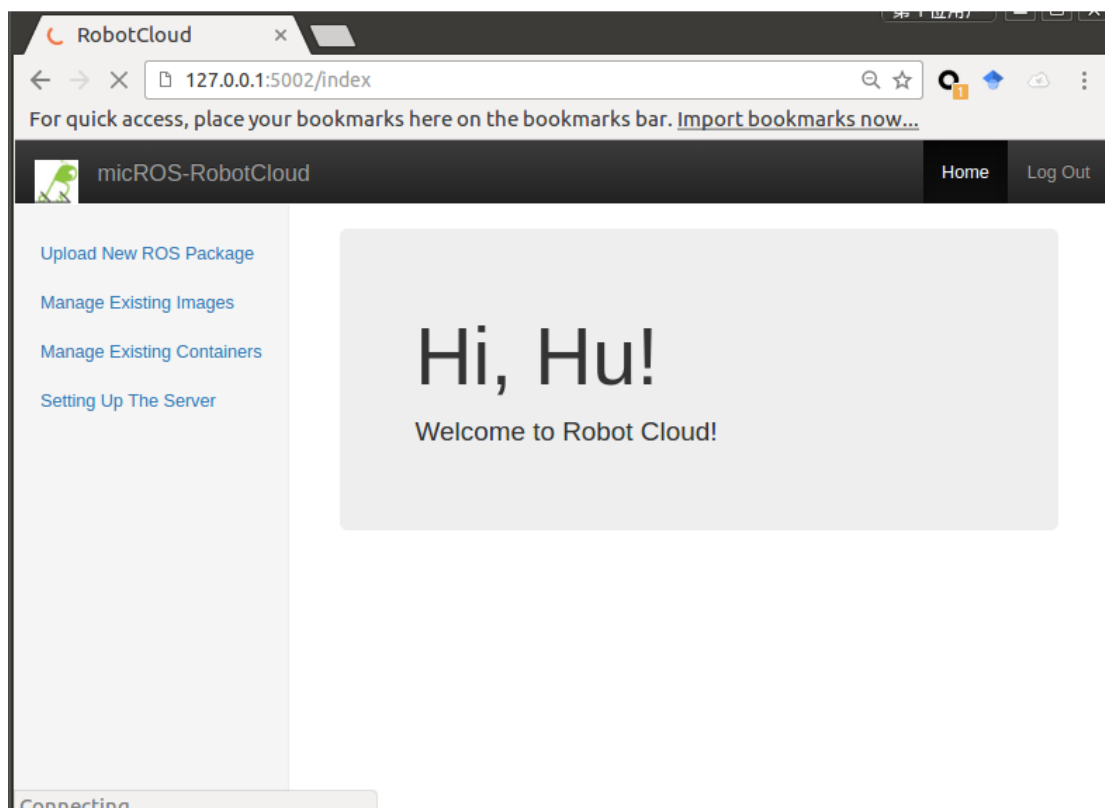 RobotCloud
127.0.0.1:5002/index
1
For quick access, place your bookmarks here on the bookmarks bar. Import bookmarks now...
micROS-RobotCloud
Home
Log Out
Upload New ROS Package
Manage Existing Images
Manage Existing Containers
Setting Up The Server
Hi, Hu!
Welcome to Robot Cloud!
Connecting